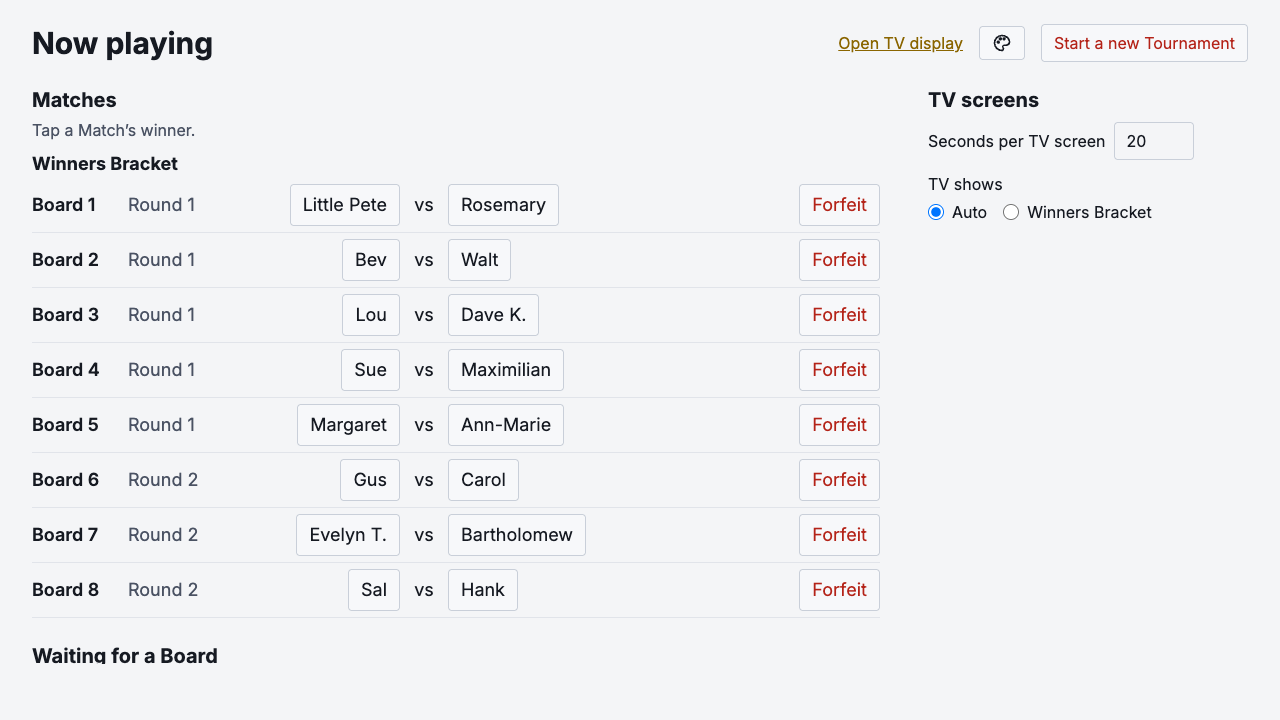 Now playing
Open TV display
Start a new Tournament
Matches
Tap a Match's winner.
Winners Bracket
Board 1 Round 1 Little Pete vs Rosemary Forfeit
Board 2 Round 1 Bev vs Walt Forfeit
Board 3 Round 1 Lou vs Dave K. Forfeit
Board 4 Round 1 Sue vs Maximilian Forfeit
Board 5 Round 1 Margaret vs Ann-Marie Forfeit
Board 6 Round 2 Gus vs Carol Forfeit
Board 7 Round 2 Evelyn T. vs Bartholomew Forfeit
Board 8 Round 2 Sal vs Hank Forfeit
Waiting for a Board
TV screens
Seconds per TV screen 20
TV shows
Auto Winners Bracket